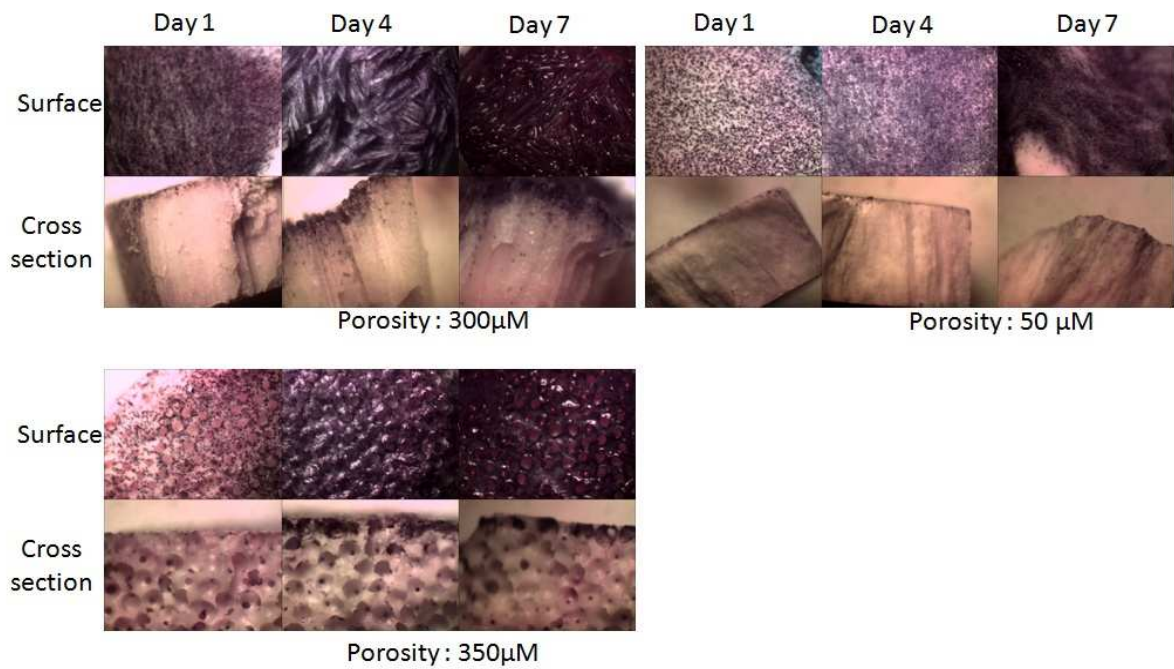 Day 1 Day 4 Day 7 Day 1 Day 4 Day 7
Surface
Cross
section
Porosity : 300µM Porosity : 50 µM
Surface
Cross
section
Porosity : 350µM